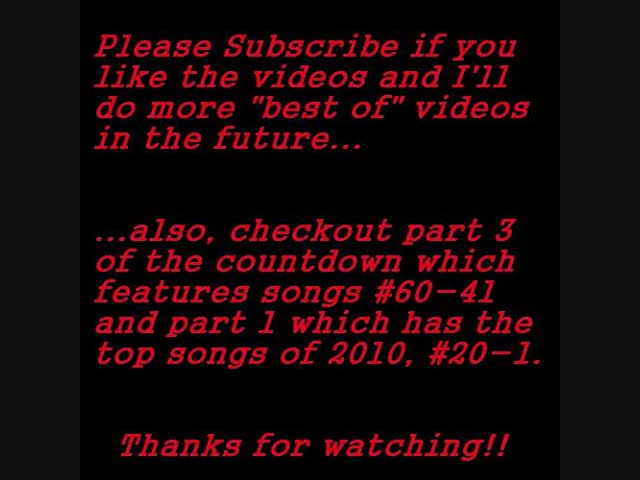 Please Subscribe if you
like the videos and I'll
do more "best of" videos
in the future...
...also, checkout part 3
of the countdown which
features songs #60-41
and part 1 which has the
top songs of 2010, #20-1.
Thanks for watching!!